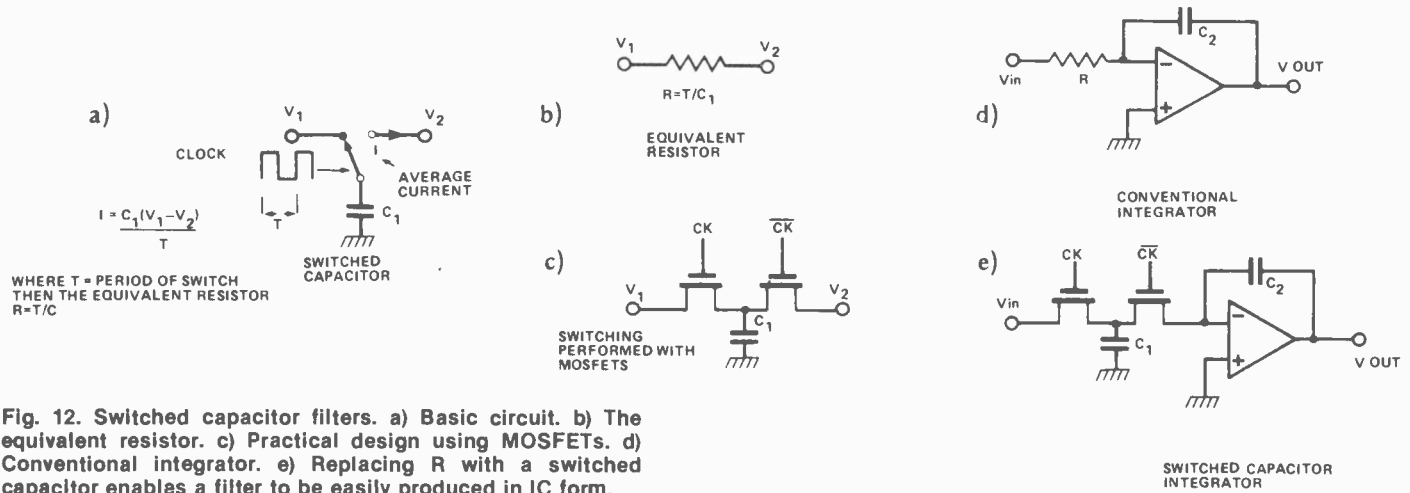 a)
V1
V2
CLOCK
I
AVERAGE
CURRENT
T
C1
I = C1(V1-V2)
T
SWITCHED
CAPACITOR
WHERE T = PERIOD OF SWITCH
THEN THE EQUIVALENT RESISTOR
R=T/C
b)
V1
V2
R=T/C1
EQUIVALENT
RESISTOR
c)
CK
CK
V1
V2
C1
SWITCHING
PERFORMED WITH
MOSFETS
d)
C2
Vin
R
V OUT
CONVENTIONAL
INTEGRATOR
e)
CK
CK
Vin
C2
C1
V OUT
SWITCHED CAPACITOR
INTEGRATOR
Fig. 12. Switched capacitor filters. a) Basic circuit. b) The
equivalent resistor. c) Practical design using MOSFETs. d)
Conventional integrator. e) Replacing R with a switched
capacitor enables a filter to be easily produced in IC form.